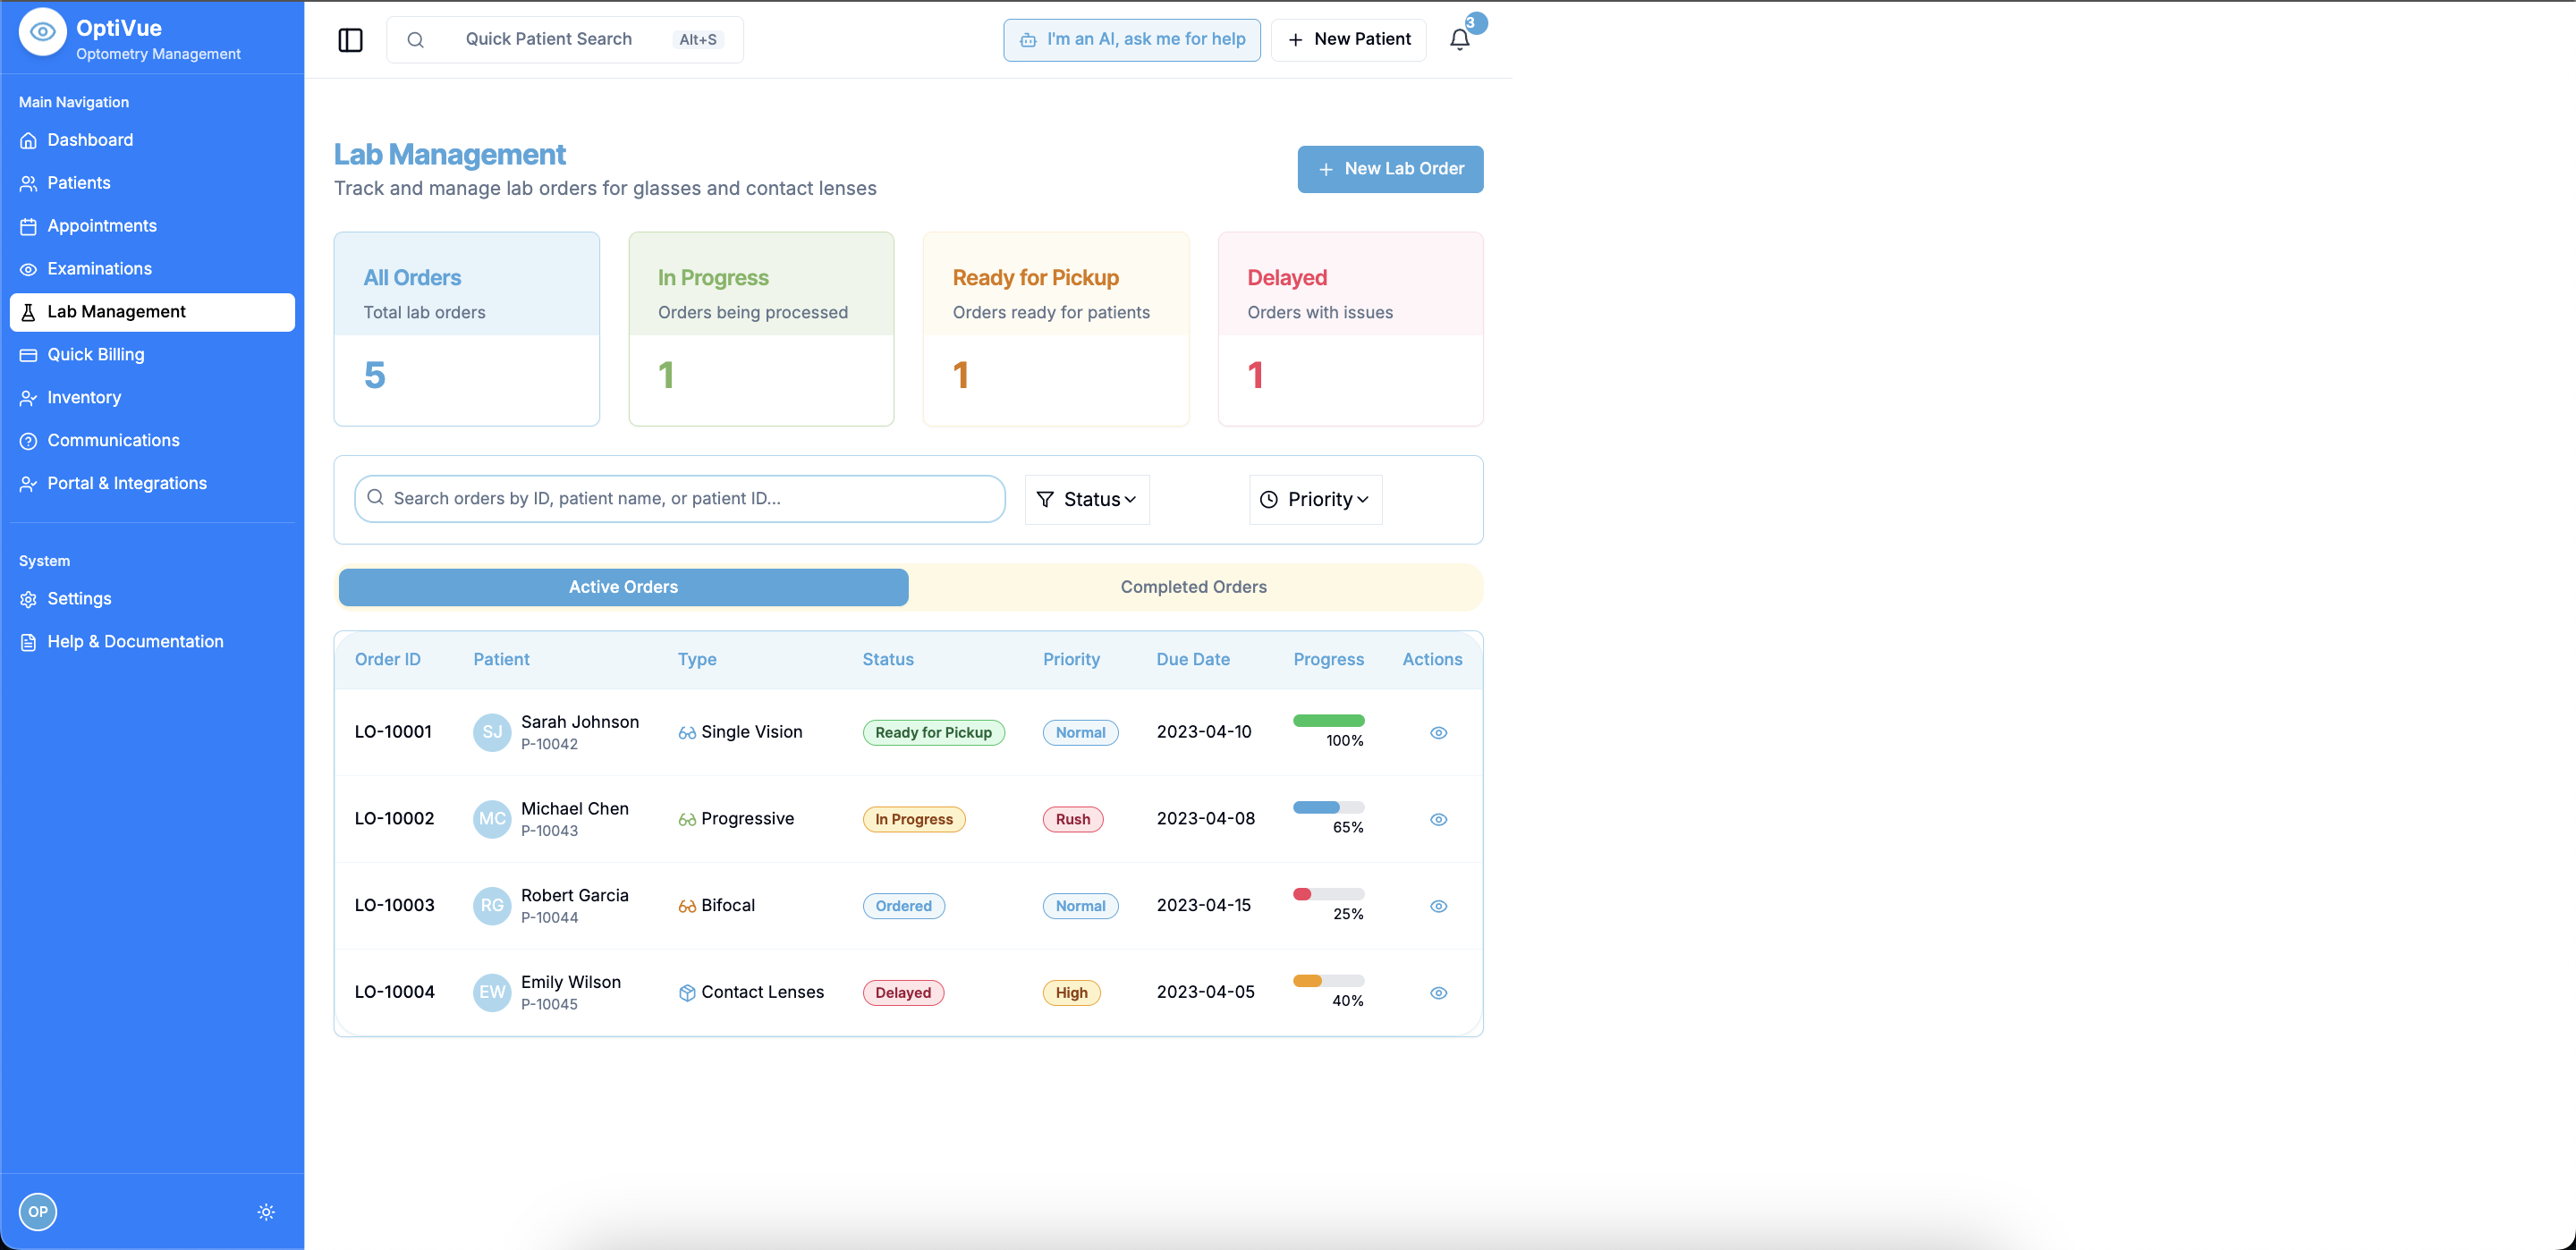 OptiVue
Optometry Management
Main Navigation
Dashboard
Patients
Appointments
Examinations
Lab Management
Quick Billing
Inventory
Communications
Portal & Integrations
System
Settings
Help & Documentation
OP
Quick Patient Search Alt+S
I'm an AI, ask me for help
New Patient
3
Lab Management
Track and manage lab orders for glasses and contact lenses
New Lab Order
All Orders
Total lab orders
5
In Progress
Orders being processed
1
Ready for Pickup
Orders ready for patients
1
Delayed
Orders with issues
1
Search orders by ID, patient name, or patient ID...
Status
Priority
Active Orders
Completed Orders
Order ID Patient Type Status Priority Due Date Progress Actions
LO-10001 SJ Sarah Johnson P-10042 Single Vision Ready for Pickup Normal 2023-04-10 100%
LO-10002 MC Michael Chen P-10043 Progressive In Progress Rush 2023-04-08 65%
LO-10003 RG Robert Garcia P-10044 Bifocal Ordered Normal 2023-04-15 25%
LO-10004 EW Emily Wilson P-10045 Contact Lenses Delayed High 2023-04-05 40%